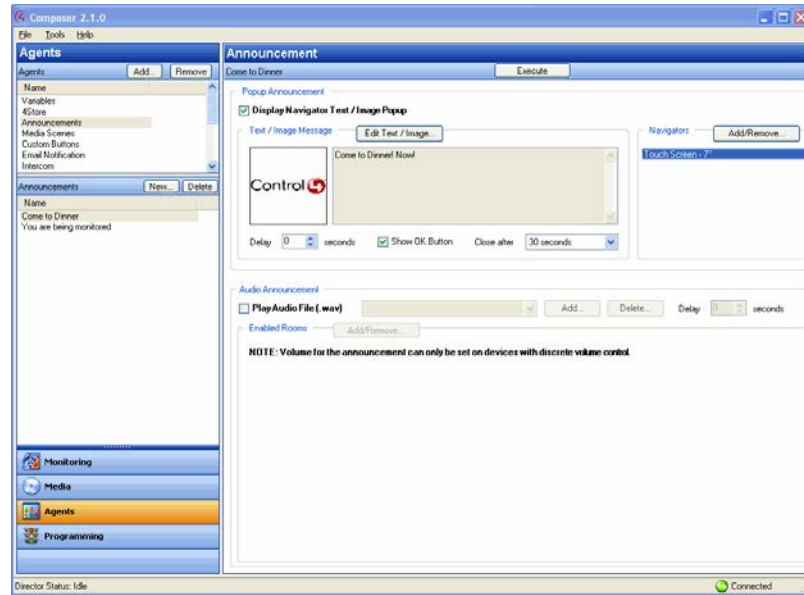 Composer 2.1.0
File Tools Help
Agents
Agents Add... Remove
Name
Variables
4Store
Announcements
Media Scenes
Custom Buttons
Email Notification
Intercom
Announcements New... Delete
Name
Come to Dinner
You are being monitored
Monitoring
Media
Agents
Programming
Director Status: Idle
Announcement
Come to Dinner Execute
Popup Announcement
Display Navigator Text / Image Popup
Text / Image Message Edit Text / Image...
Control4
Come to Dinner! Now!
Delay 0 seconds Show OK Button Close after 30 seconds
Navigators Add/Remove...
Touch Screen - 7"
Audio Announcement
Play Audio File (.wav) Add... Delete... Delay 0 seconds
Enabled Rooms Add/Remove...
NOTE: Volume for the announcement can only be set on devices with discrete volume control.
Connected